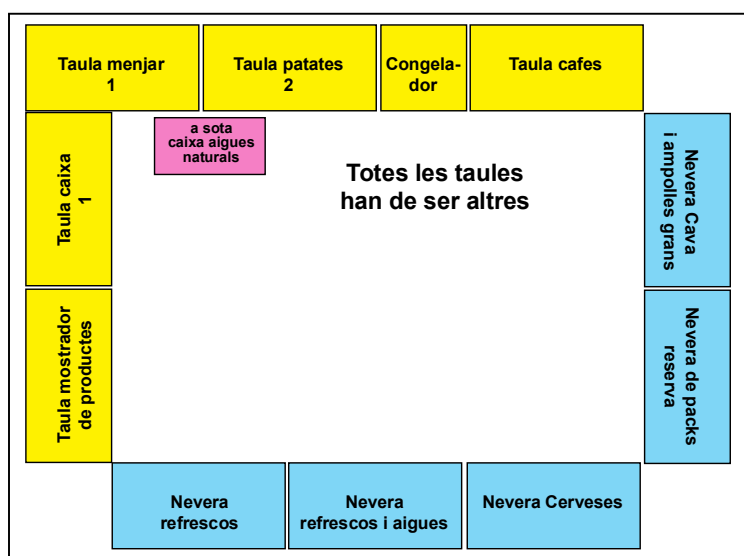 Taula menjar
1
Taula patates
2
Congela-
dor
Taula cafes
a sota
caixa aigues
naturals
Totes les taules
han de ser altres
Taula caixa
1
Nevera Cava
i ampolles grans
Taula mostrador
de productes
Nevera de packs
reserva
Nevera
refrescos
Nevera
refrescos i aigues
Nevera Cerveses